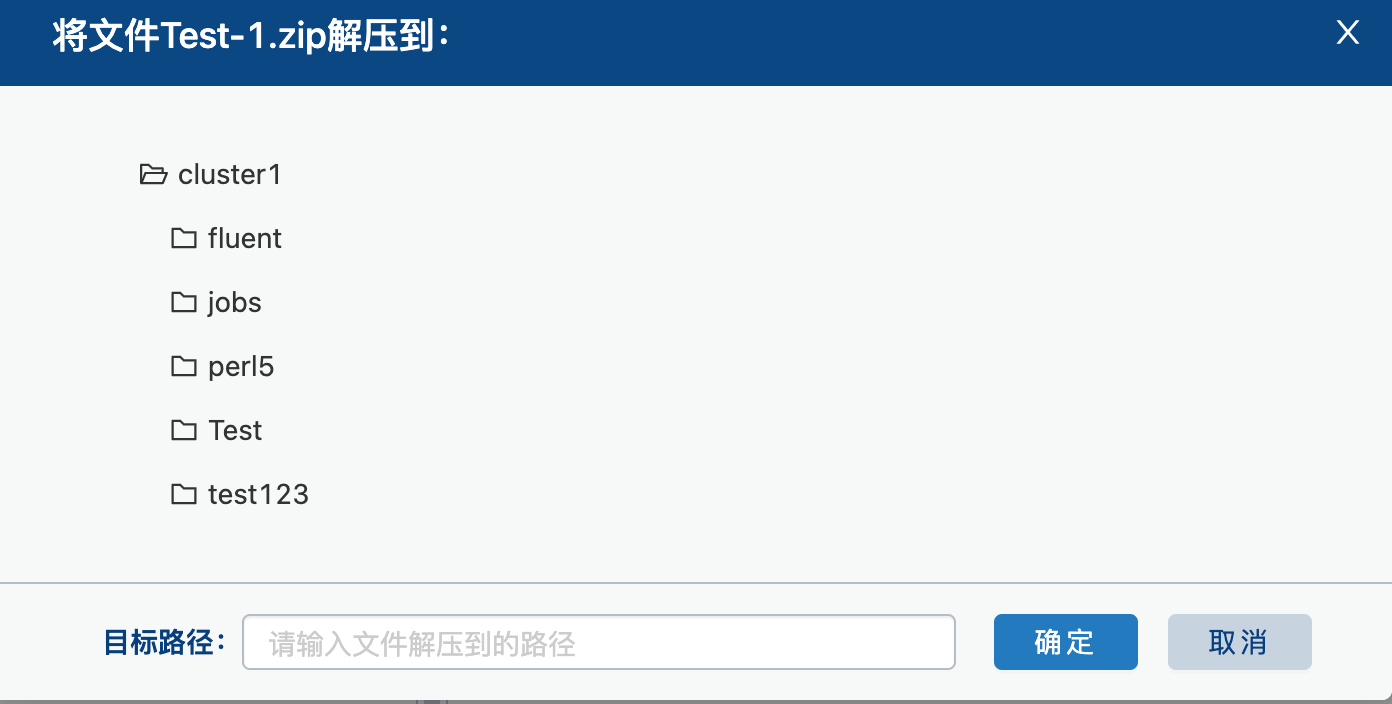 将文件Test-1.zip解压到：
X
cluster1
fluent
jobs
perl5
Test
test123
目标路径：
请输入文件解压到的路径
确定
取消